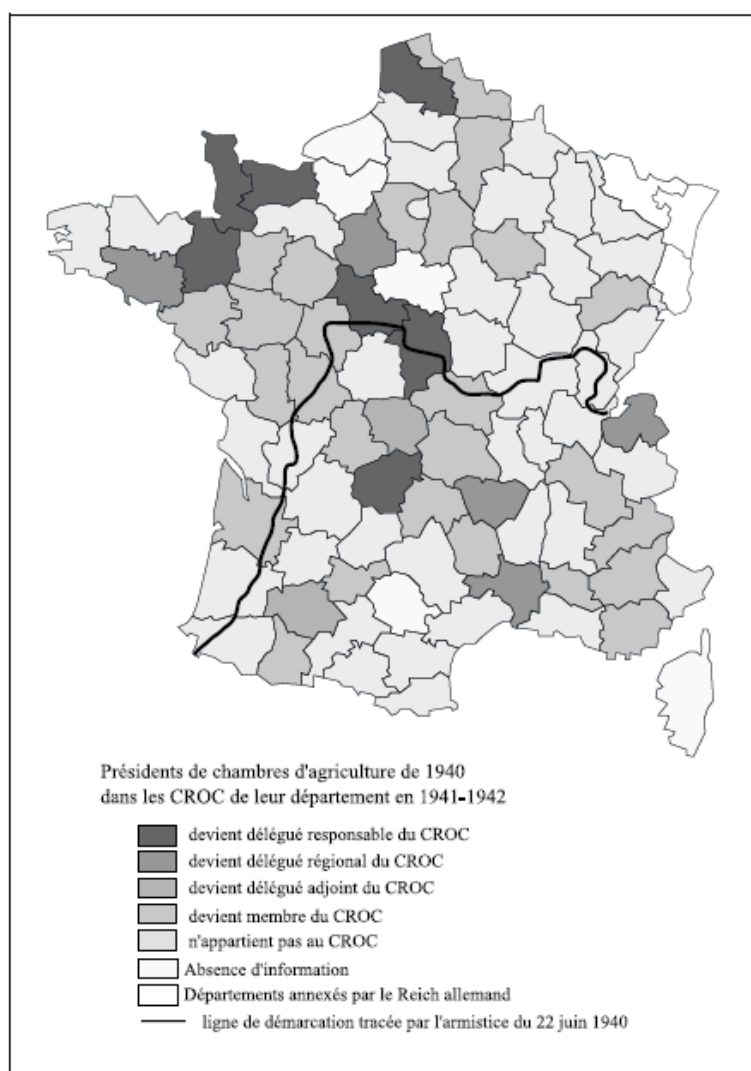 Présidents de chambres d'agriculture de 1940
dans les CROC de leur département en 1941-1942
devient délégué responsable du CROC
devient délégué régional du CROC
devient délégué adjoint du CROC
devient membre du CROC
n'appartient pas au CROC
Absence d'information
Départements annexés par le Reich allemand
ligne de démarcation tracée par l'armistice du 22 juin 1940